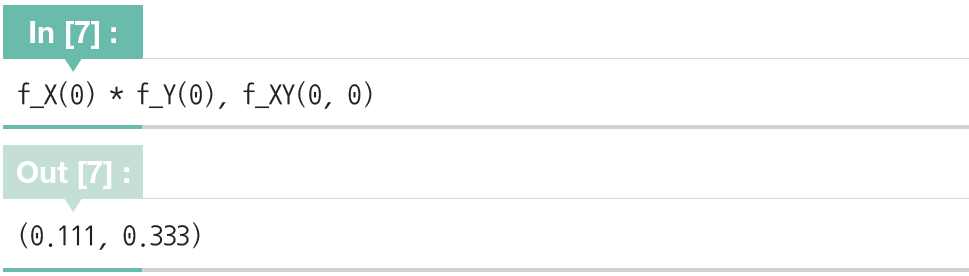 In [7] :
f_X(0) * f_Y(0), f_XY(0, 0)
Out [7] :
(0.111, 0.333)